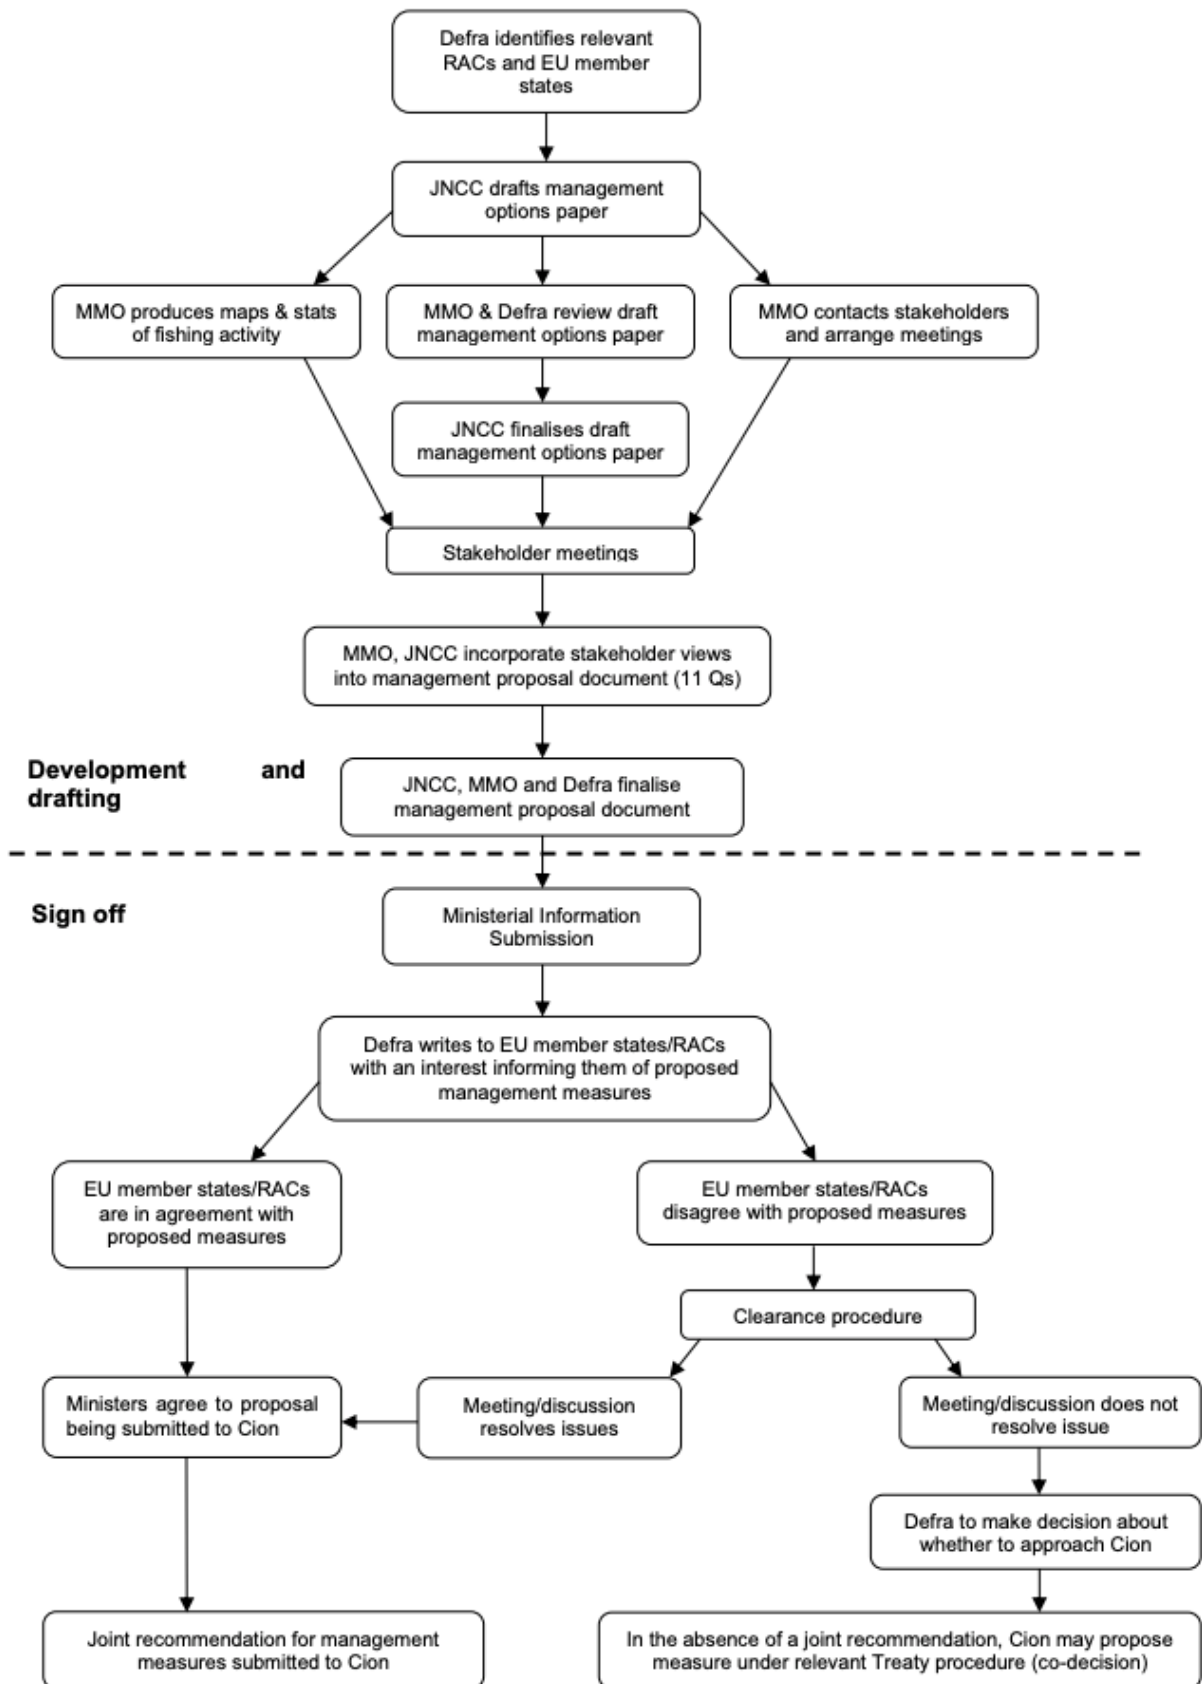 Defra identifies relevant
RACs and EU member
states
JNCC drafts management
options paper
MMO produces maps & stats
of fishing activity
MMO & Defra review draft
management options paper
MMO contacts stakeholders
and arrange meetings
JNCC finalises draft
management options paper
Stakeholder meetings
MMO, JNCC incorporate stakeholder views
into management proposal document (11 Qs)
Development and
drafting
JNCC, MMO and Defra finalise
management proposal document
Sign off
Ministerial Information
Submission
Defra writes to EU member states/RACs
with an interest informing them of proposed
management measures
EU member states/RACs
are in agreement with
proposed measures
EU member states/RACs
disagree with proposed measures
Clearance procedure
Ministers agree to proposal
being submitted to Cion
Meeting/discussion
resolves issues
Meeting/discussion does not
resolve issue
Defra to make decision about
whether to approach Cion
Joint recommendation for management
measures submitted to Cion
In the absence of a joint recommendation, Cion may propose
measure under relevant Treaty procedure (co-decision)